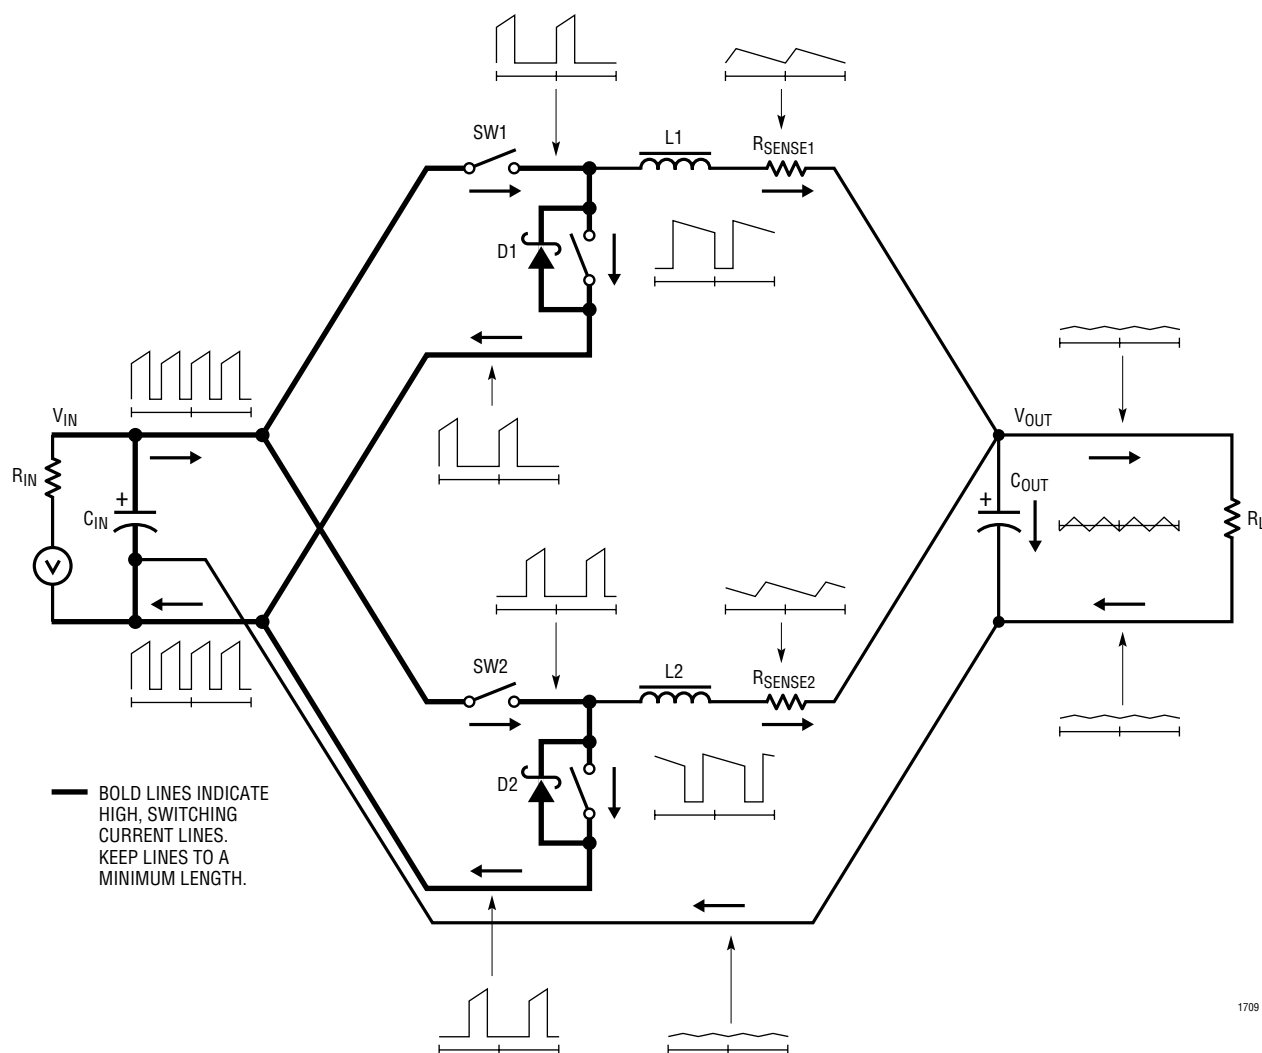 SW1
L1
RSENSE1
D1
VIN
RIN
CIN
+
V
VOUT
COUT
+
RL
SW2
L2
RSENSE2
D2
BOLD LINES INDICATE
HIGH, SWITCHING
CURRENT LINES.
KEEP LINES TO A
MINIMUM LENGTH.
1709